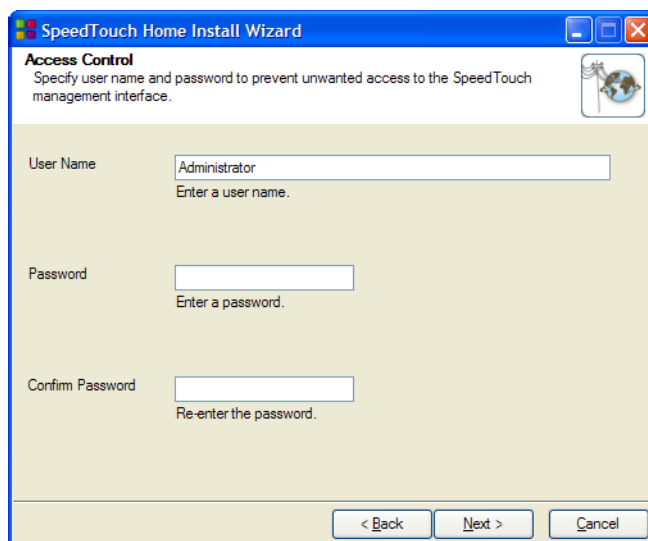 SpeedTouch Home Install Wizard
Access Control
Specify user name and password to prevent unwanted access to the SpeedTouch
management interface.
User Name
Administrator
Enter a user name.
Password
Enter a password.
Confirm Password
Re-enter the password.
< Back
Next >
Cancel